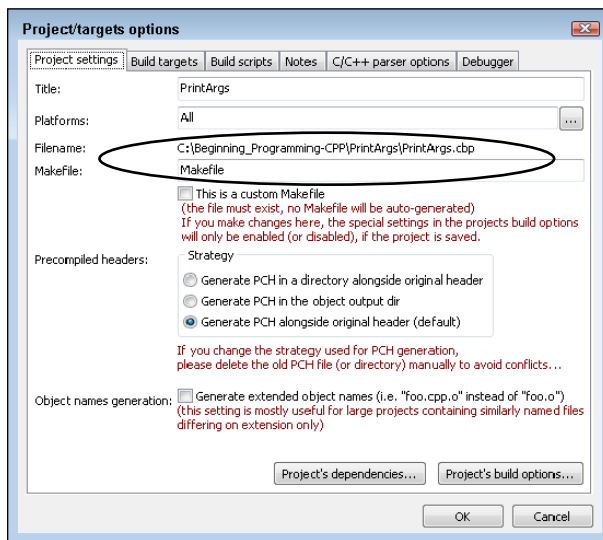 Project/targets options
Project settings Build targets Build scripts Notes C/C++ parser options Debugger
Title: PrintArgs
Platforms: All ...
Filename: C:\Beginning_Programming-CPP\PrintArgs\PrintArgs.cbp
Makefile: Makefile
This is a custom Makefile
(the file must exist, no Makefile will be auto-generated)
If you make changes here, the special settings in the projects build options
will only be enabled (or disabled), if the project is saved.
Precompiled headers: Strategy
Generate PCH in a directory alongside original header
Generate PCH in the object output dir
Generate PCH alongside original header (default)
If you change the strategy used for PCH generation,
please delete the old PCH file (or directory) manually to avoid conflicts...
Object names generation: Generate extended object names (i.e. "foo.cpp.o" instead of "foo.o")
(this setting is mostly useful for large projects containing similarly named files
differing on extension only)
Project's dependencies... Project's build options...
OK Cancel